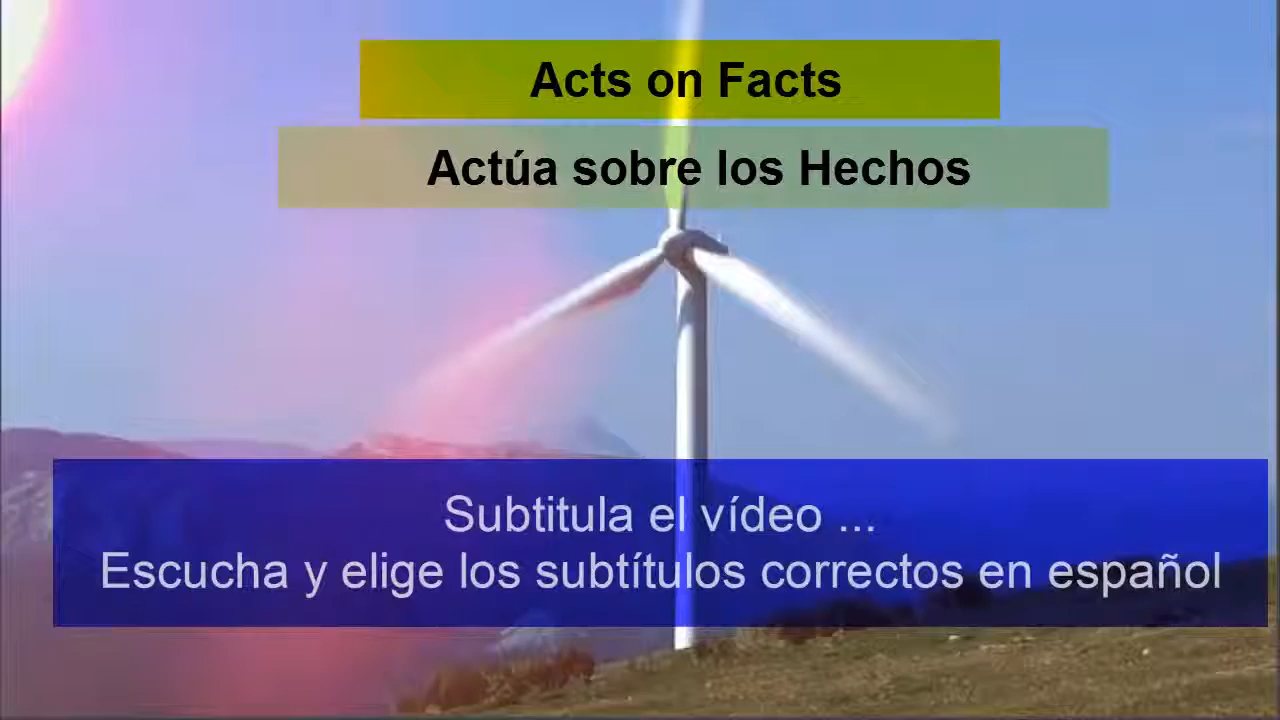 Acts on Facts
Actúa sobre los Hechos
Subtitula el vídeo ...
Escucha y elige los subtítulos correctos en español